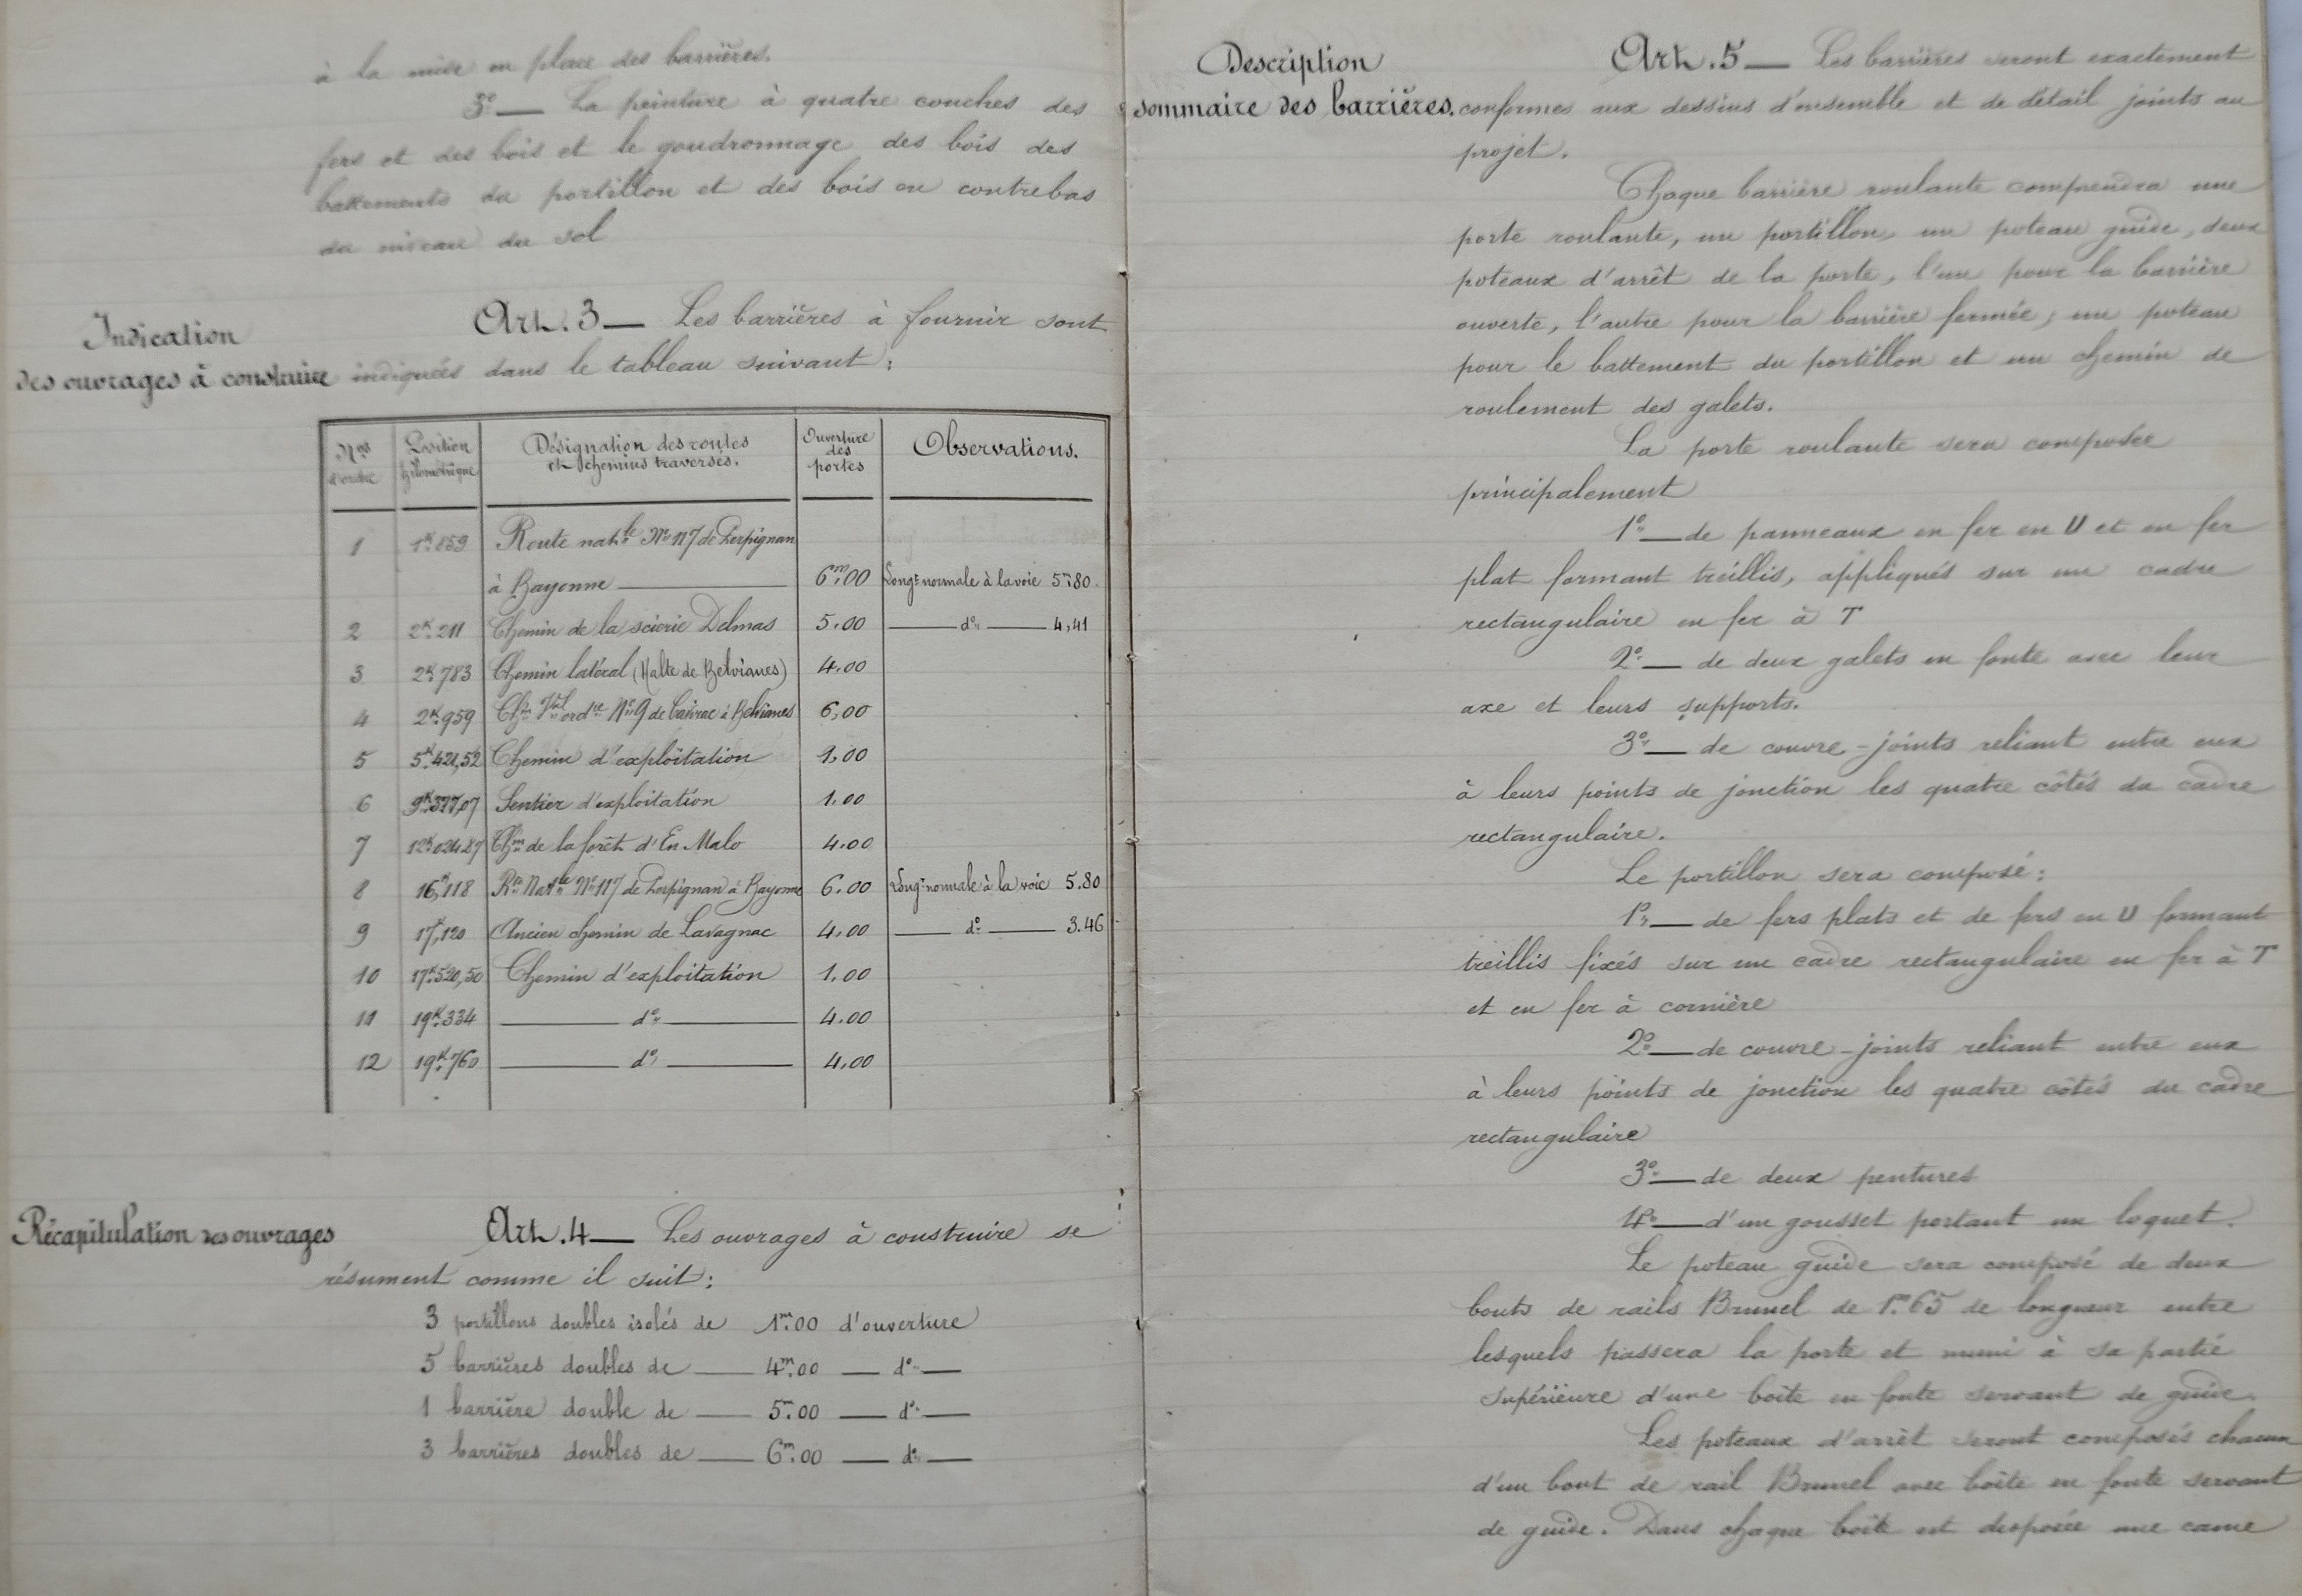 à la mise en place des barrières.
3° — La peinture à quatre couches des
fers et des bois et le goudronnage des bois des
battements du portillon et des bois en contrebas
du niveau du sol
Indication
des ouvrages à construire
Art. 3 — Les barrières à fournir sont
indiquées dans le tableau suivant :
Nos d'ordre | Position kilométrique | Désignation des routes et chemins traversés. | Ouverture des portes | Observations.
1 | 1K.859 | Route natle No 117 de Perpignan
à Bayonne — | 6m.00 | Longr normale à la voie 5m.80
2 | 2K.211 | Chemin de la scierie Delmas | 5.00 | — do — 4,41
3 | 2K.783 | Chemin latéral (Halte de Belvianes) | 4.00
4 | 2K.959 | Chin Val ordre No 9 de Cavirac à Belvianes | 6,00
5 | 5K.421,52 | Chemin d'exploitation | 1,00
6 | 9K.377,07 | Sentier d'exploitation | 1.00
7 | 12K.024.87 | Chin de la forêt d'En Malo | 4.00
8 | 16K.118 | Rte Natle No 117 de Perpignan à Bayonne | 6.00 | Longr normale à la voie 5.80
9 | 17,120 | Ancien chemin de Lavagnac | 4.00 | — do — 3.46
10 | 17K.520,50 | Chemin d'exploitation | 1.00
11 | 19K.334 | — do — | 4.00
12 | 19K.760 | — do — | 4.00
Récapitulation des ouvrages
Art. 4 — Les ouvrages à construire se
résument comme il suit :
3 portillons doubles isolés de 1m.00 d'ouverture
5 barrières doubles de — 4m.00 — do —
1 barrière double de — 5m.00 — do —
3 barrières doubles de — 6m.00 — do —
Description
sommaire des barrières.
Art. 5 — Les barrières seront exactement
conformes aux dessins d'ensemble et de détail joints au
projet.
Chaque barrière roulante comprendra une
porte roulante, un portillon, un poteau guide, deux
poteaux d'arrêt de la porte, l'un pour la barrière
ouverte, l'autre pour la barrière fermée, un poteau
pour le battement du portillon et un chemin de
roulement des galets.
La porte roulante sera composée
principalement
1° — de panneaux en fer en U et en fer
plat formant treillis, appliqués sur un cadre
rectangulaire en fer à T
2° — de deux galets en fonte avec leur
axe et leurs supports.
3° — de couvre-joints reliant entre eux
à leurs points de jonction les quatre côtés du cadre
rectangulaire.
Le portillon sera composé :
1° — de fers plats et de fers en U formant
treillis fixés sur un cadre rectangulaire en fer à T
et en fer à cornière
2° — de couvre-joints reliant entre eux
à leurs points de jonction les quatre côtés du cadre
rectangulaire
3° — de deux pentures
4° — d'un gousset portant un loquet.
Le poteau guide sera composé de deux
bouts de rails Brunel de 1m.65 de longueur entre
lesquels passera la porte et muni à sa partie
supérieure d'une boîte en fonte servant de guide.
Les poteaux d'arrêt seront composés chacun
d'un bout de rail Brunel avec boîte en fonte servant
de guide. Dans chaque boîte est disposée une came